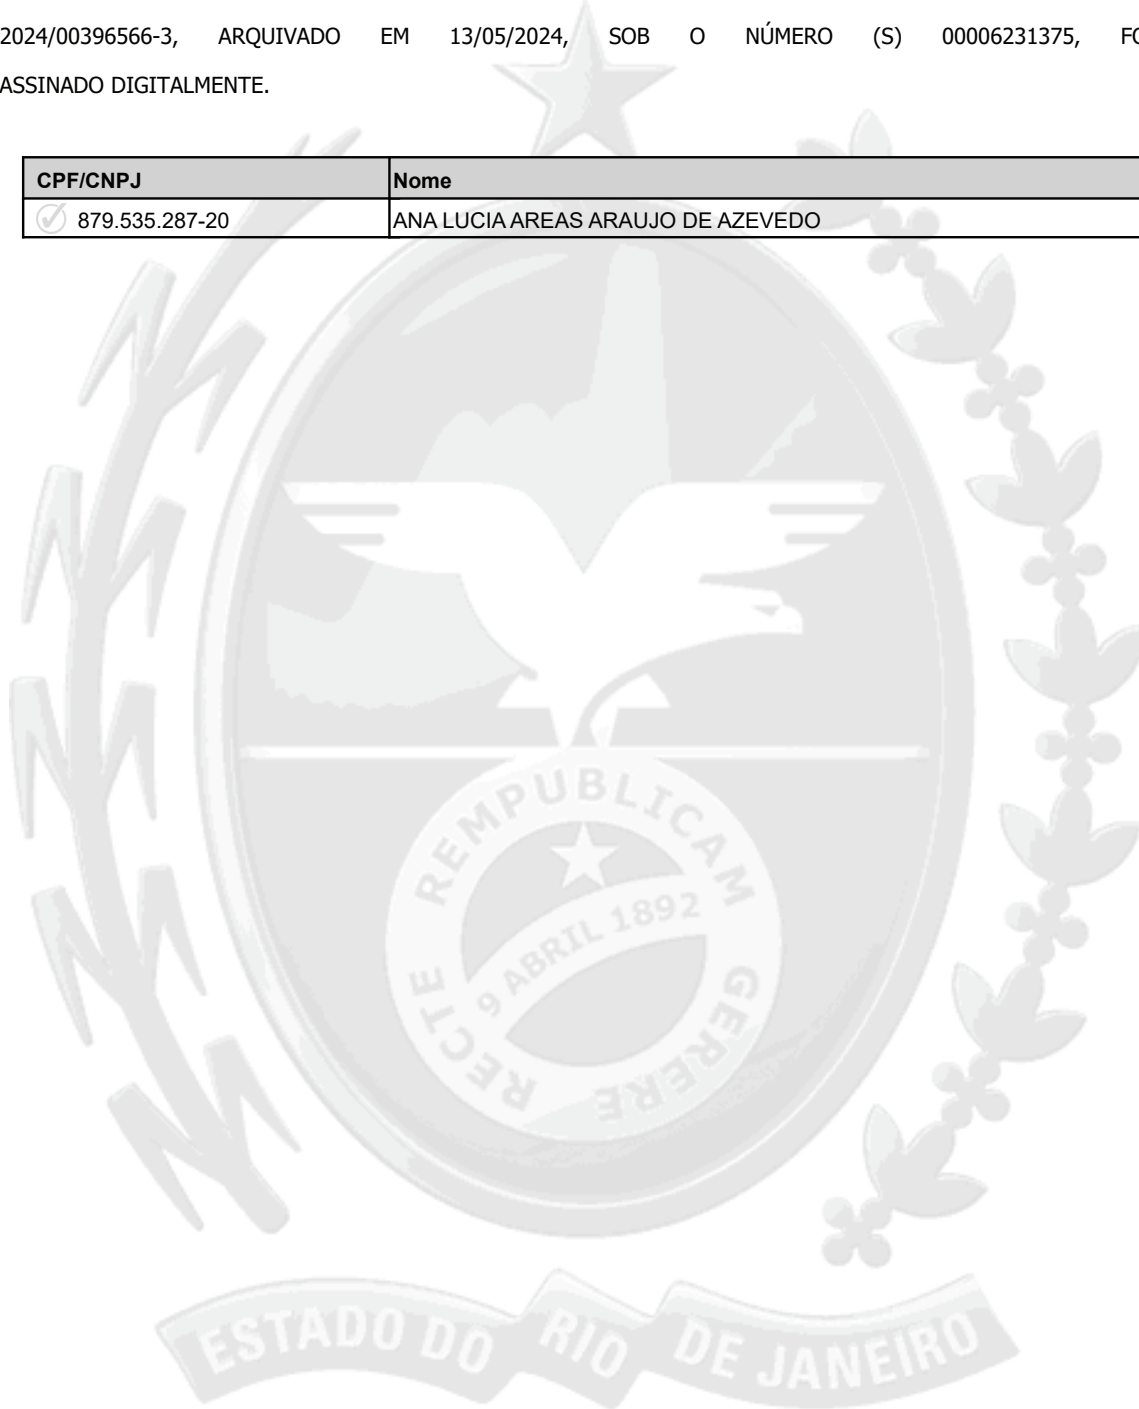 2024/00396566-3, ARQUIVADO EM 13/05/2024, SOB O NÚMERO (S) 00006231375, FO
ASSINADO DIGITALMENTE.
CPF/CNPJ Nome
879.535.287-20 ANA LUCIA AREAS ARAUJO DE AZEVEDO
RECTE REMPUBLICAM GERERE
9 ABRIL 1892
ESTADO DO RIO DE JANEIRO